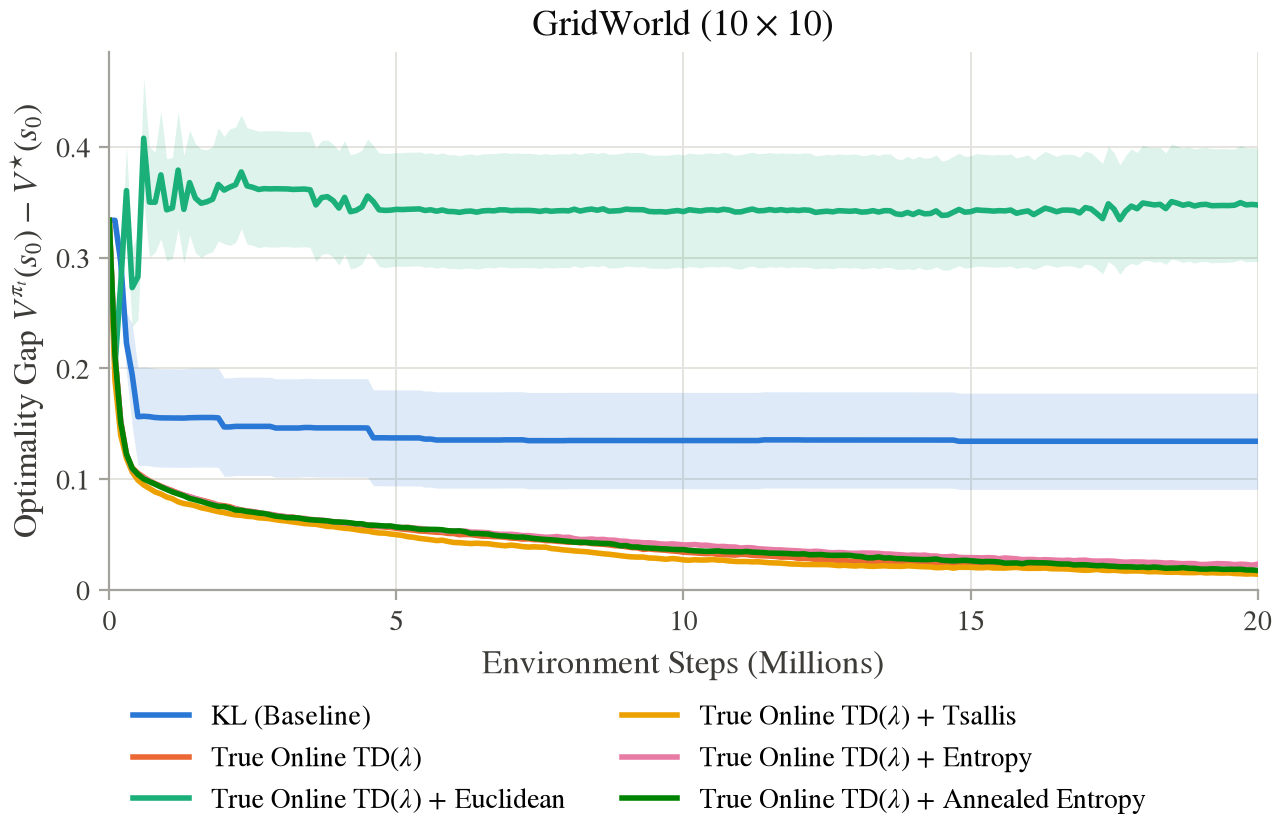 GridWorld (10 × 10)
Optimality Gap V^{π_t}(s_0) − V^★(s_0)
0.4
0.3
0.2
0.1
0
0 5 10 15 20
Environment Steps (Millions)
KL (Baseline)
True Online TD(λ)
True Online TD(λ) + Euclidean
True Online TD(λ) + Tsallis
True Online TD(λ) + Entropy
True Online TD(λ) + Annealed Entropy